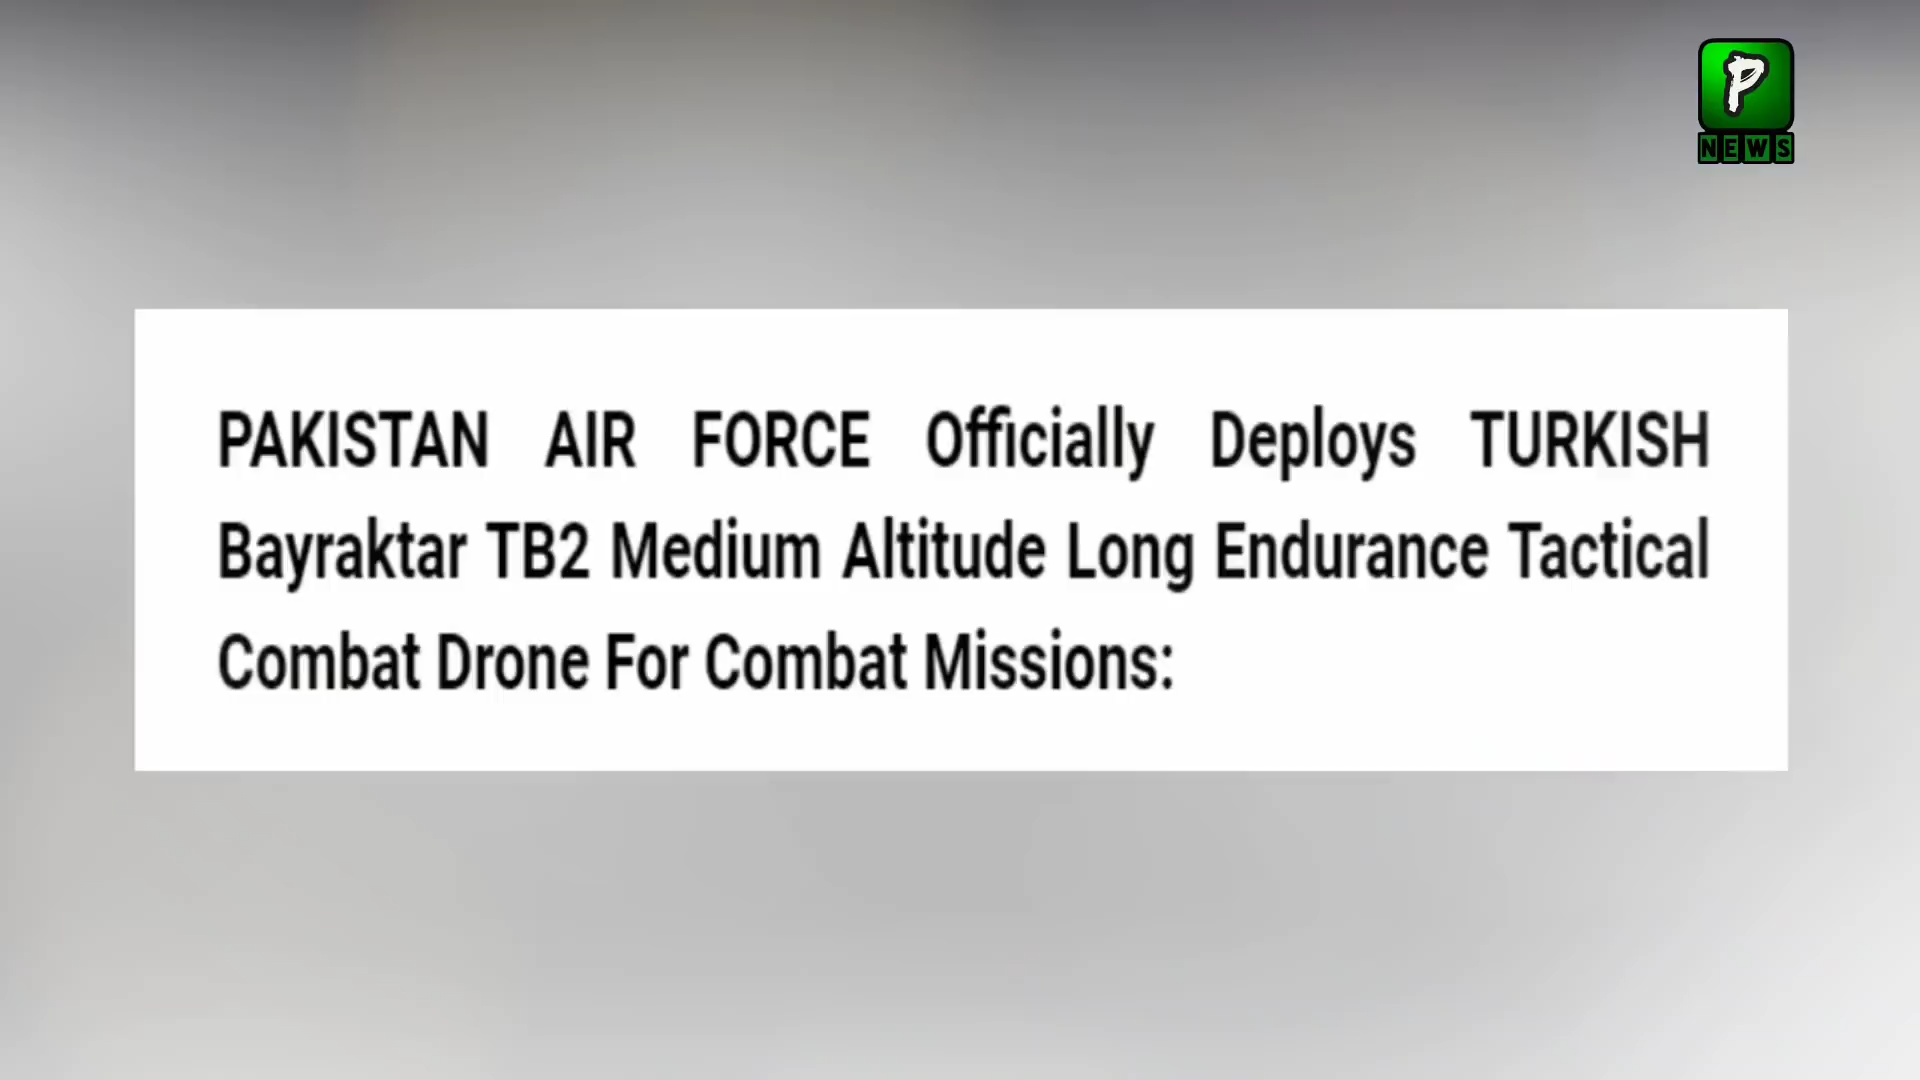 P
NEWS
PAKISTAN AIR FORCE Officially Deploys TURKISH
Bayraktar TB2 Medium Altitude Long Endurance Tactical
Combat Drone For Combat Missions: